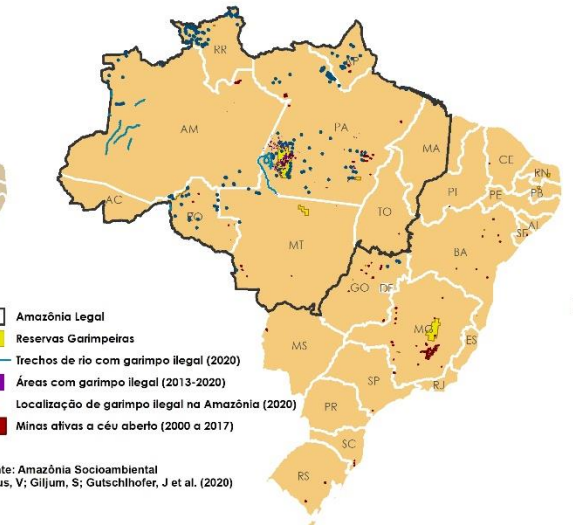 RR
AP
AM
PA
MA
CE
RN
PI
PE
PB
AC
RO
TO
AL
SE
MT
BA
GO
DF
MG
ES
MS
SP
RJ
PR
SC
RS
Amazônia Legal
Reservas Garimpeiras
Trechos de rio com garimpo ilegal (2020)
Áreas com garimpo ilegal (2013-2020)
Localização de garimpo ilegal na Amazônia (2020)
Minas ativas a céu aberto (2000 a 2017)
te: Amazônia Socioambiental
us, V; Giljum, S; Gutschlhofer, J et al. (2020)